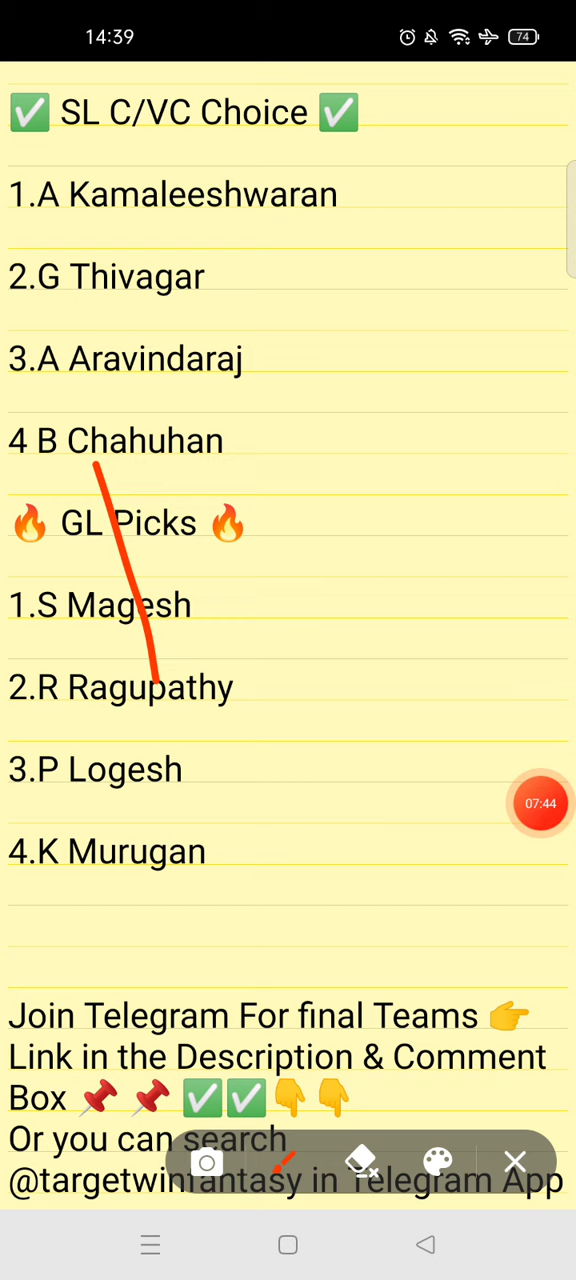 14:39
74
✅ SL C/VC Choice ✅
1.A Kamaleeshwaran
2.G Thivagar
3.A Aravindaraj
4 B Chahuhan
🔥 GL Picks 🔥
1.S Magesh
2.R Ragupathy
3.P Logesh
07:44
4.K Murugan
Join Telegram For final Teams 👉
Link in the Description & Comment
Box 📌 📌 ✅✅👇👇
Or you can search
@targetwinfantasy in Telegram App